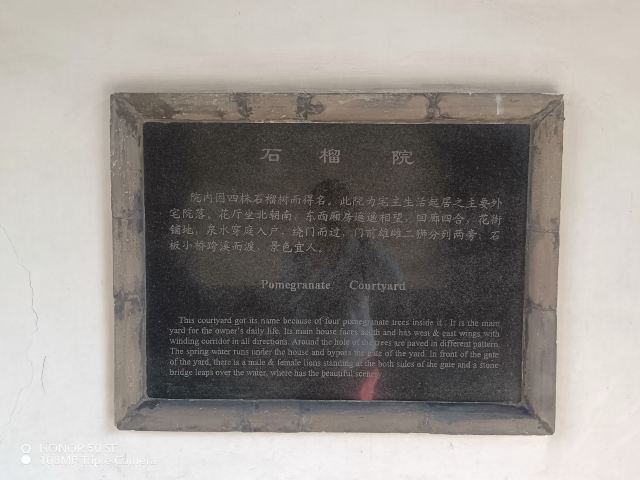 石榴院
院内因四株石榴树而得名。此院为宅主生活起居之主要外
宅院落。花厅坐北朝南，东西厢房遥遥相望，回廊四合，花街
铺地，泉水穿庭入户，绕门而过，门前雄雌二狮分列两旁，石
板小桥跨溪而渡，景色宜人。
Pomegranate Courtyard
This courtyard got its name because of four pomegranate trees inside it. It is the main
yard for the owner's daily life. Its main house faces south and has west & east wings with
winding corridor in all directions. Around the hole of the trees are paved in different pattern.
The spring water runs under the house and bypass the gate of the yard. In front of the gate
of the yard, there is a male & female lions standing at the both sides of the gate and a stone
bridge leaps over the water, where has the beautiful scenes.
HONOR 50 SE
108MP Triple Camera